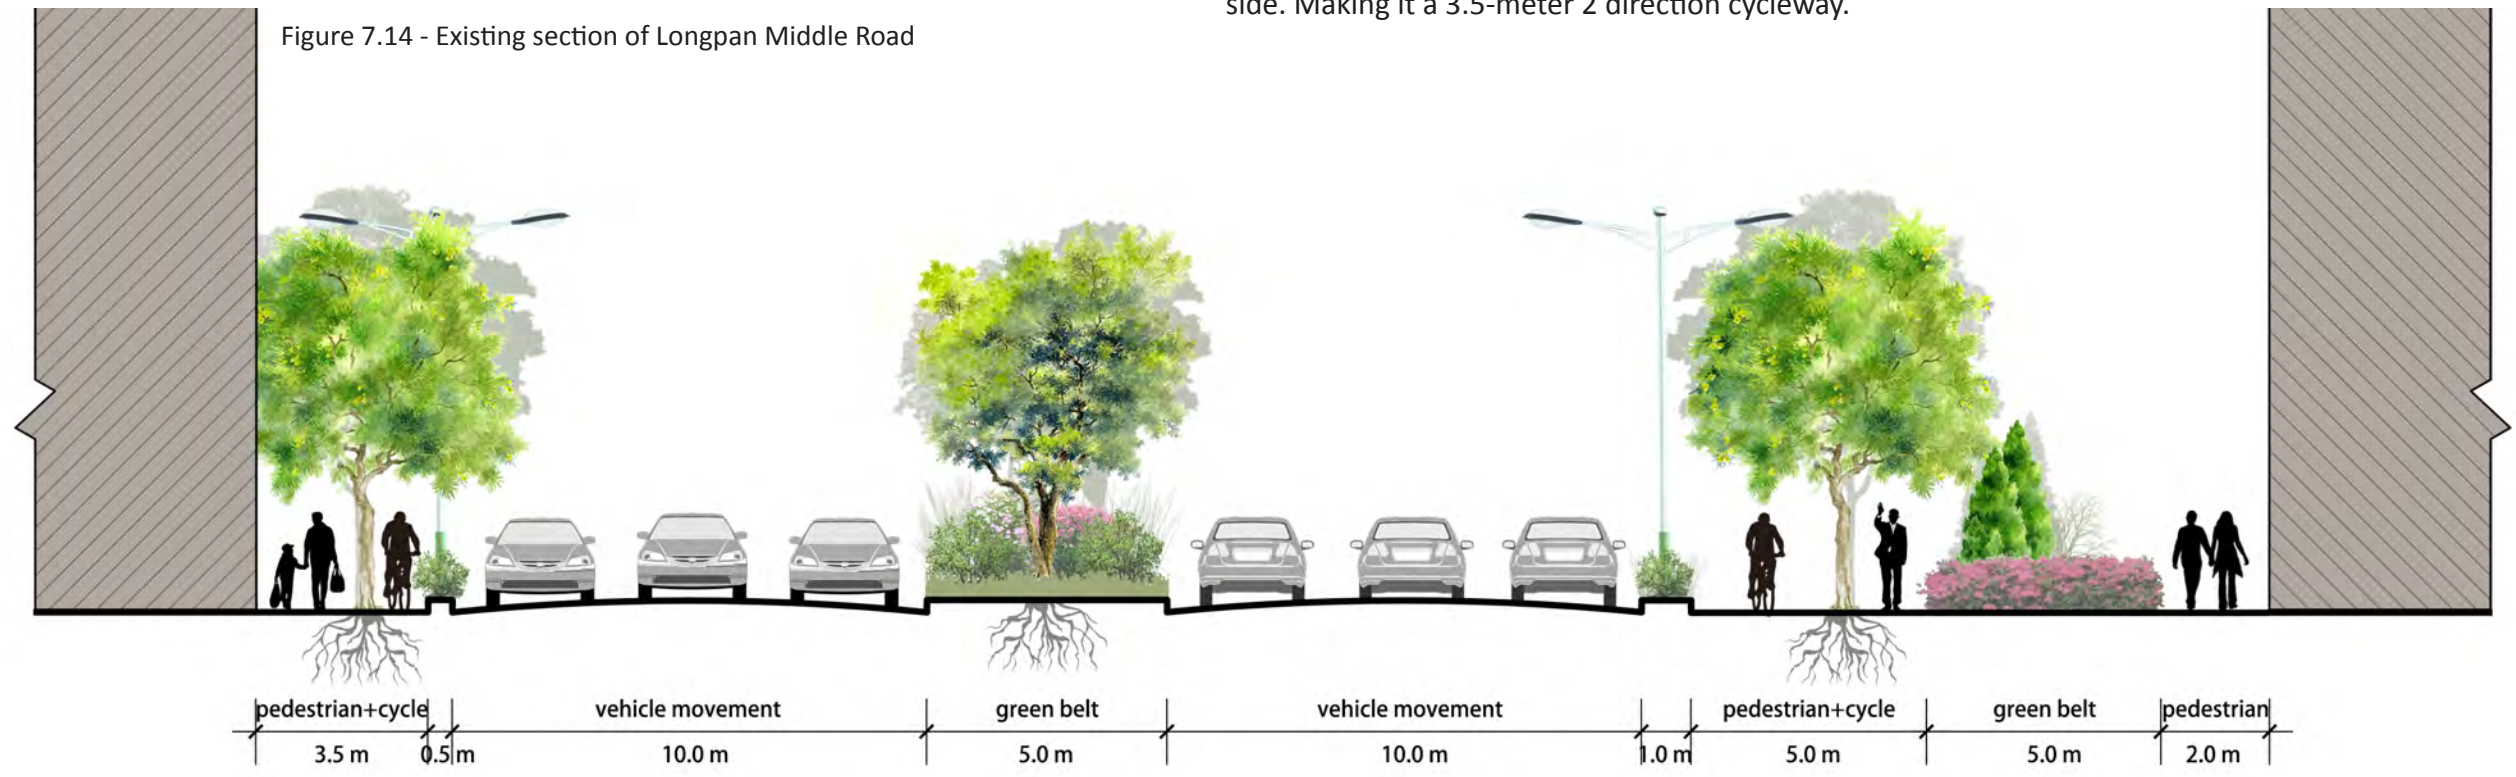 side. Making it a 3.5-meter 2 direction cycleway.
Figure 7.14 - Existing section of Longpan Middle Road
pedestrian+cycle vehicle movement green belt vehicle movement pedestrian+cycle green belt pedestrian
3.5 m 0.5 m 10.0 m 5.0 m 10.0 m 1.0 m 5.0 m 5.0 m 2.0 m